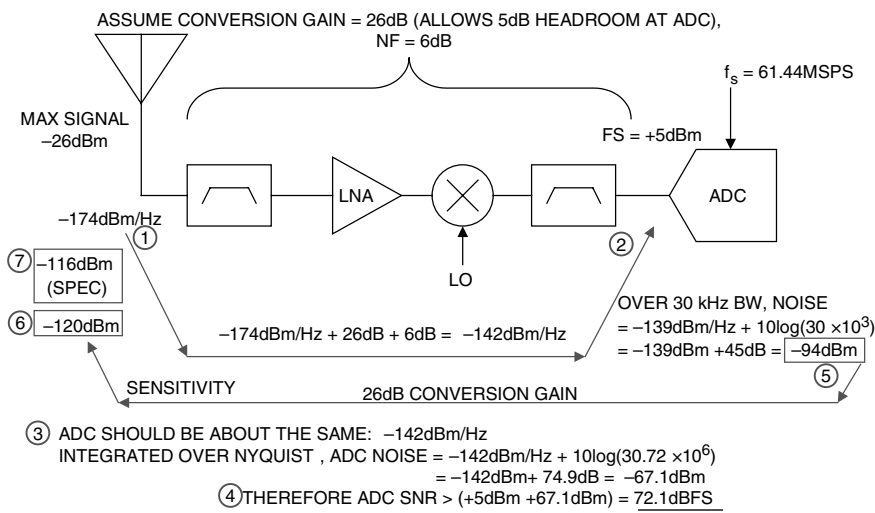 ASSUME CONVERSION GAIN = 26dB (ALLOWS 5dB HEADROOM AT ADC),
NF = 6dB
fs = 61.44MSPS
MAX SIGNAL
–26dBm
FS = +5dBm
LNA
ADC
LO
–174dBm/Hz
1
2
7
–116dBm
(SPEC)
6
–120dBm
–174dBm/Hz + 26dB + 6dB = –142dBm/Hz
OVER 30 kHz BW, NOISE
= –139dBm/Hz + 10log(30 ×10³)
= –139dBm +45dB = –94dBm
5
SENSITIVITY
26dB CONVERSION GAIN
3 ADC SHOULD BE ABOUT THE SAME: –142dBm/Hz
INTEGRATED OVER NYQUIST , ADC NOISE = –142dBm/Hz + 10log(30.72 ×10⁶)
= –142dBm+ 74.9dB = –67.1dBm
4 THEREFORE ADC SNR > (+5dBm +67.1dBm) = 72.1dBFS